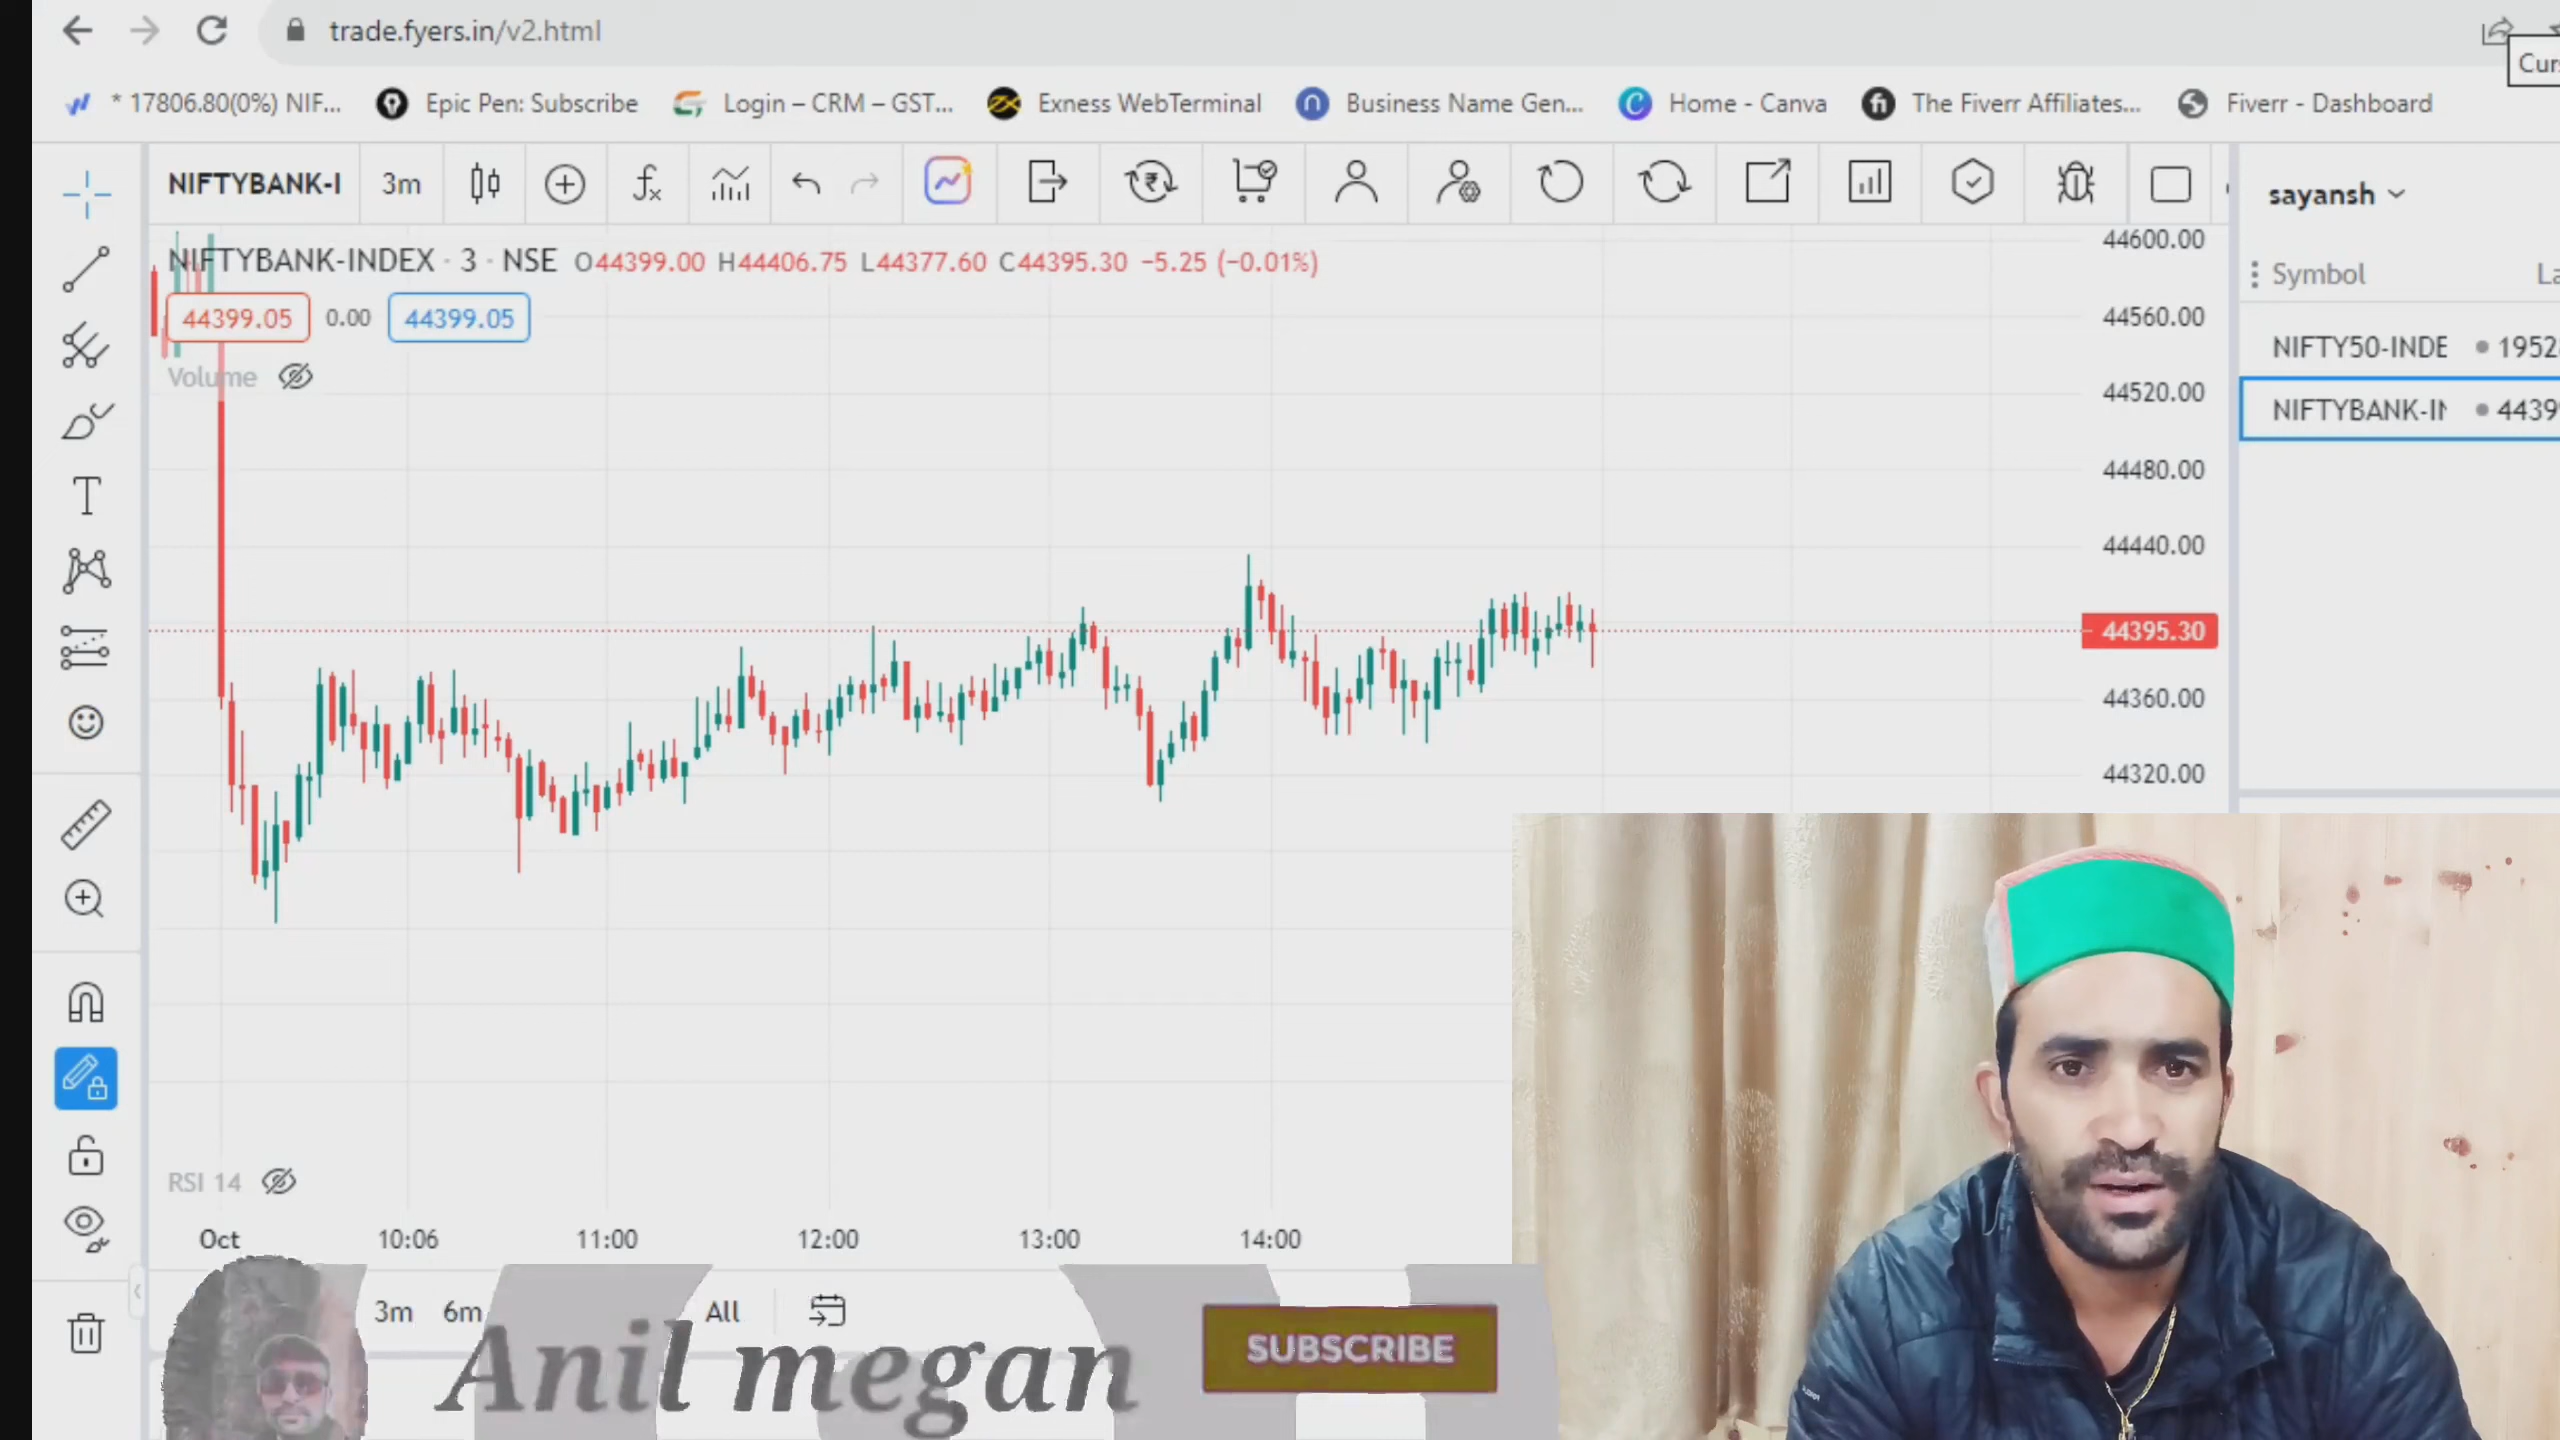 trade.fyers.in/v2.html
Cur
* 17806.80(0%) NIF... Epic Pen: Subscribe Login – CRM – GST... Exness WebTerminal Business Name Gen... Home - Canva The Fiverr Affiliates... Fiverr - Dashboard
NIFTYBANK-I 3m
sayansh
NIFTYBANK-INDEX · 3 · NSE O44399.00 H44406.75 L44377.60 C44395.30 −5.25 (−0.01%)
44399.05 0.00 44399.05
Volume
Symbol La
NIFTY50-INDE 1952
NIFTYBANK-IN 4439
44600.00
44560.00
44520.00
44480.00
44440.00
44395.30
44360.00
44320.00
RSI 14
Oct 10:06 11:00 12:00 13:00 14:00
3m 6m All
Anil megan
SUBSCRIBE